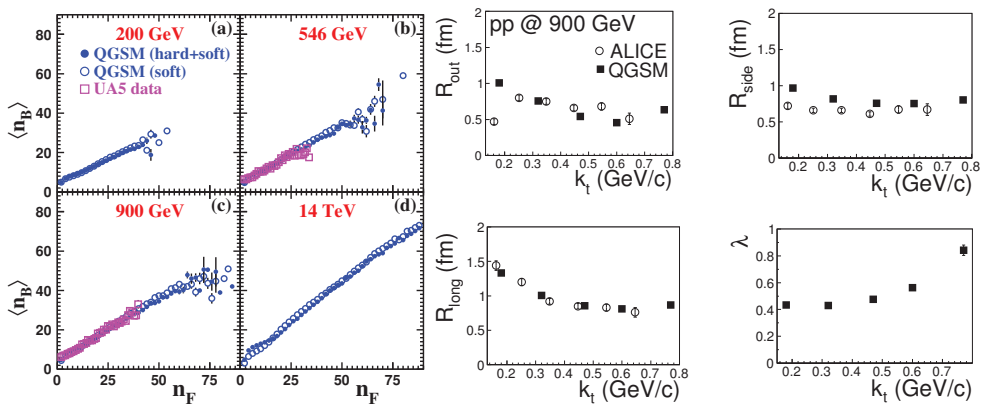 200 GeV (a)
QGSM (hard+soft)
QGSM (soft)
UA5 data
546 GeV (b)
⟨n_B⟩
80
60
40
20
0
900 GeV (c)
14 TeV (d)
⟨n_B⟩
80
60
40
20
0
0 25 50 75 0 25 50 75
n_F n_F
pp @ 900 GeV
ALICE
QGSM
R_out (fm)
2
1.5
1
0.5
0
0.2 0.3 0.4 0.5 0.6 0.7 0.8
k_t (GeV/c)
R_side (fm)
2
1.5
1
0.5
0
0.2 0.3 0.4 0.5 0.6 0.7 0.8
k_t (GeV/c)
R_long (fm)
2
1.5
1
0.5
0
0.2 0.3 0.4 0.5 0.6 0.7 0.8
k_t (GeV/c)
λ
1
0.8
0.6
0.4
0.2
0
0.2 0.3 0.4 0.5 0.6 0.7 0.8
k_t (GeV/c)